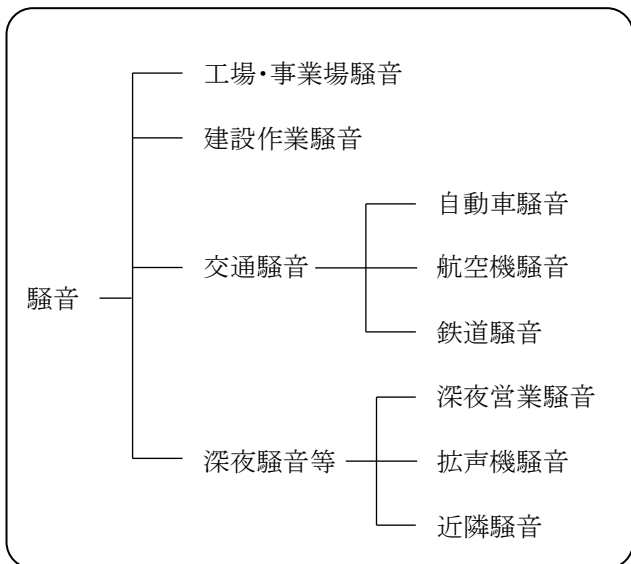 工場・事業場騒音
建設作業騒音
自動車騒音
交通騒音
航空機騒音
騒音
鉄道騒音
深夜営業騒音
深夜騒音等
拡声機騒音
近隣騒音